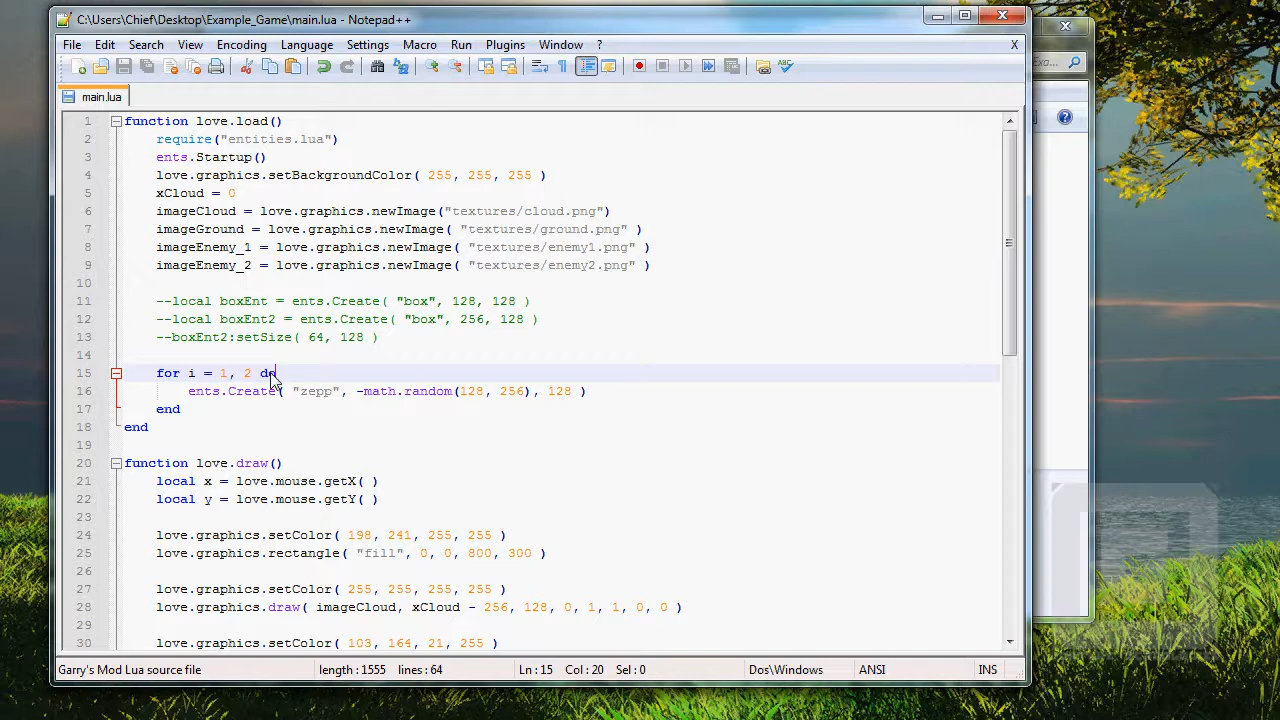 C:\Users\Chief\Desktop\Example_Game\main.lua - Notepad++
File Edit Search View Encoding Language Settings Macro Run Plugins Window ? X
main.lua
1 function love.load()
2 require("entities.lua")
3 ents.Startup()
4 love.graphics.setBackgroundColor( 255, 255, 255 )
5 xCloud = 0
6 imageCloud = love.graphics.newImage("textures/cloud.png")
7 imageGround = love.graphics.newImage( "textures/ground.png" )
8 imageEnemy_1 = love.graphics.newImage( "textures/enemy1.png" )
9 imageEnemy_2 = love.graphics.newImage( "textures/enemy2.png" )
10
11 --local boxEnt = ents.Create( "box", 128, 128 )
12 --local boxEnt2 = ents.Create( "box", 256, 128 )
13 --boxEnt2:setSize( 64, 128 )
14
15 for i = 1, 2 do
16 ents.Create( "zepp", -math.random(128, 256), 128 )
17 end
18 end
19
20 function love.draw()
21 local x = love.mouse.getX( )
22 local y = love.mouse.getY( )
23
24 love.graphics.setColor( 198, 241, 255, 255 )
25 love.graphics.rectangle( "fill", 0, 0, 800, 300 )
26
27 love.graphics.setColor( 255, 255, 255, 255 )
28 love.graphics.draw( imageCloud, xCloud - 256, 128, 0, 1, 1, 0, 0 )
29
30 love.graphics.setColor( 103, 164, 21, 255 )
Garry's Mod Lua source file length : 1555 lines : 64 Ln : 15 Col : 20 Sel : 0 Dos\Windows ANSI INS
Exa...